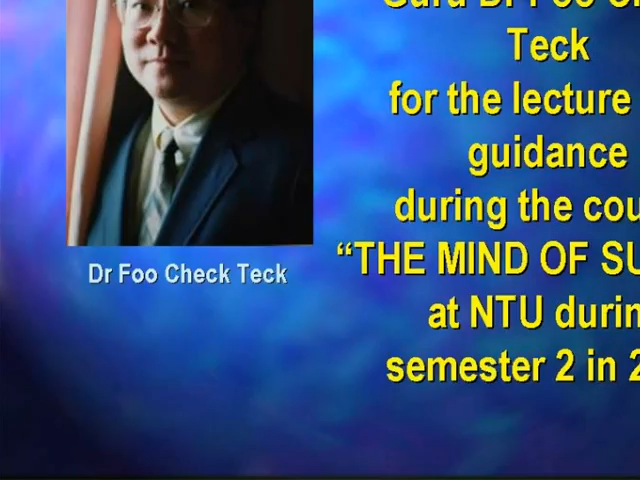 Teck
for the lecture
guidance
during the cou
“THE MIND OF SU
at NTU durin
semester 2 in 2
Dr Foo Check Teck